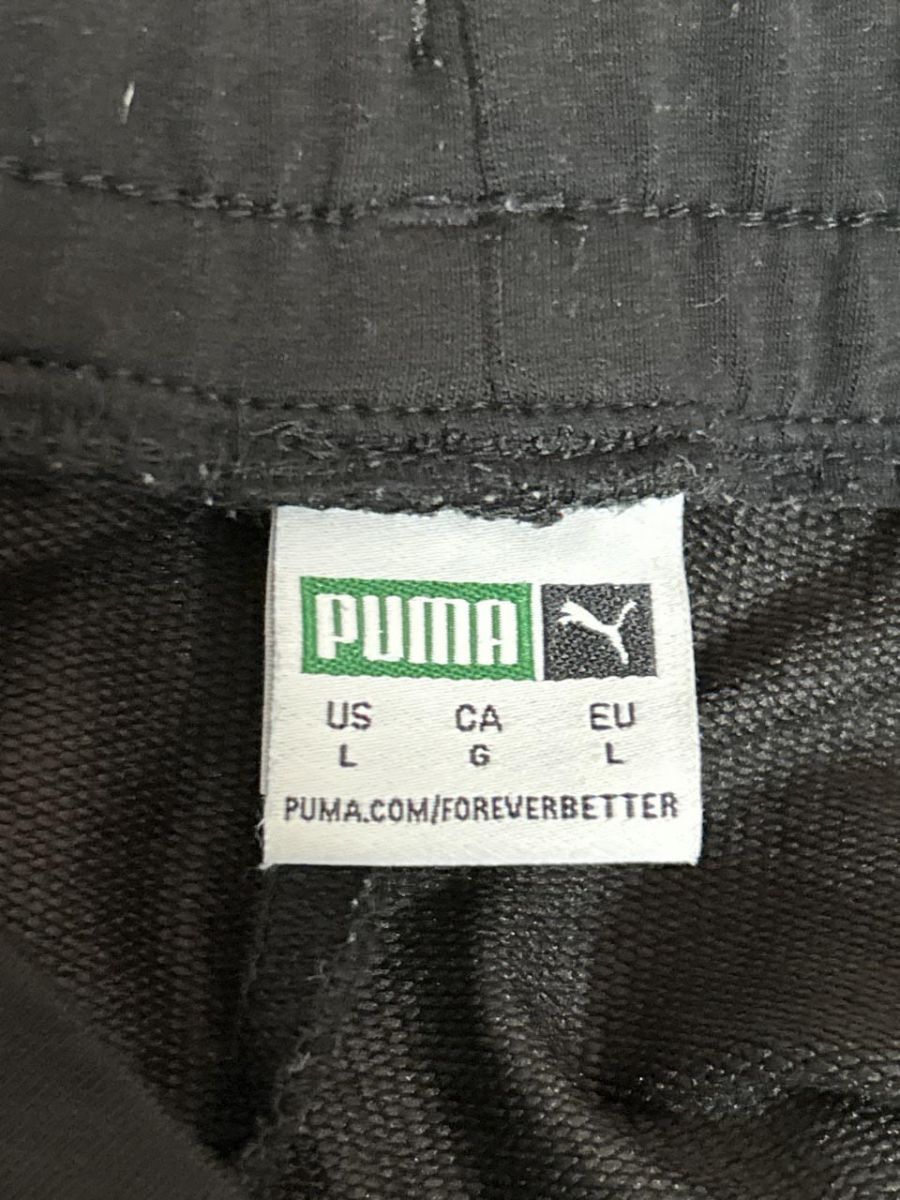 PUMA
US CA EU
L G L
PUMA.COM/FOREVERBETTER